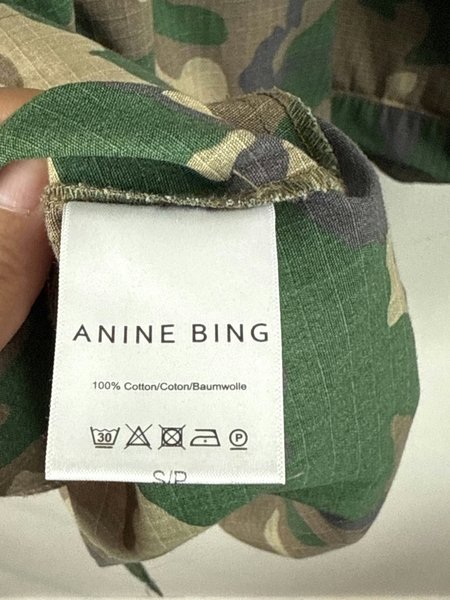 ANINE BING
100% Cotton/Coton/Baumwolle
30 P
S/P